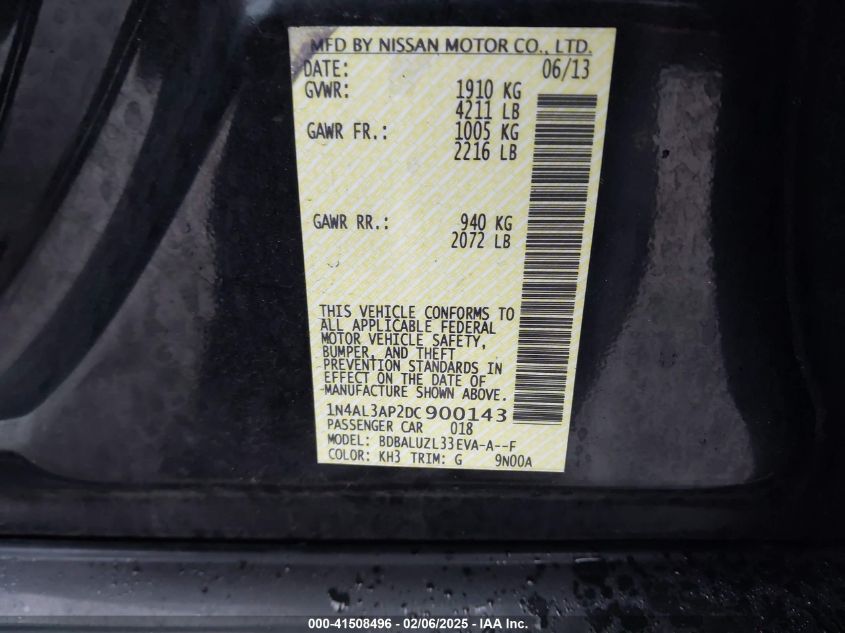 MFD BY NISSAN MOTOR CO., LTD.
DATE: 06/13
GVWR: 1910 KG
4211 LB
GAWR FR.: 1005 KG
2216 LB
GAWR RR.: 940 KG
2072 LB
THIS VEHICLE CONFORMS TO
ALL APPLICABLE FEDERAL
MOTOR VEHICLE SAFETY,
BUMPER, AND THEFT
PREVENTION STANDARDS IN
EFFECT ON THE DATE OF
MANUFACTURE SHOWN ABOVE.
1N4AL3AP2DC900143
PASSENGER CAR 018
MODEL: BDBALUZL33EVA-A--F
COLOR: KH3 TRIM: G 9N00A
000-41508496 - 02/06/2025 - IAA Inc.